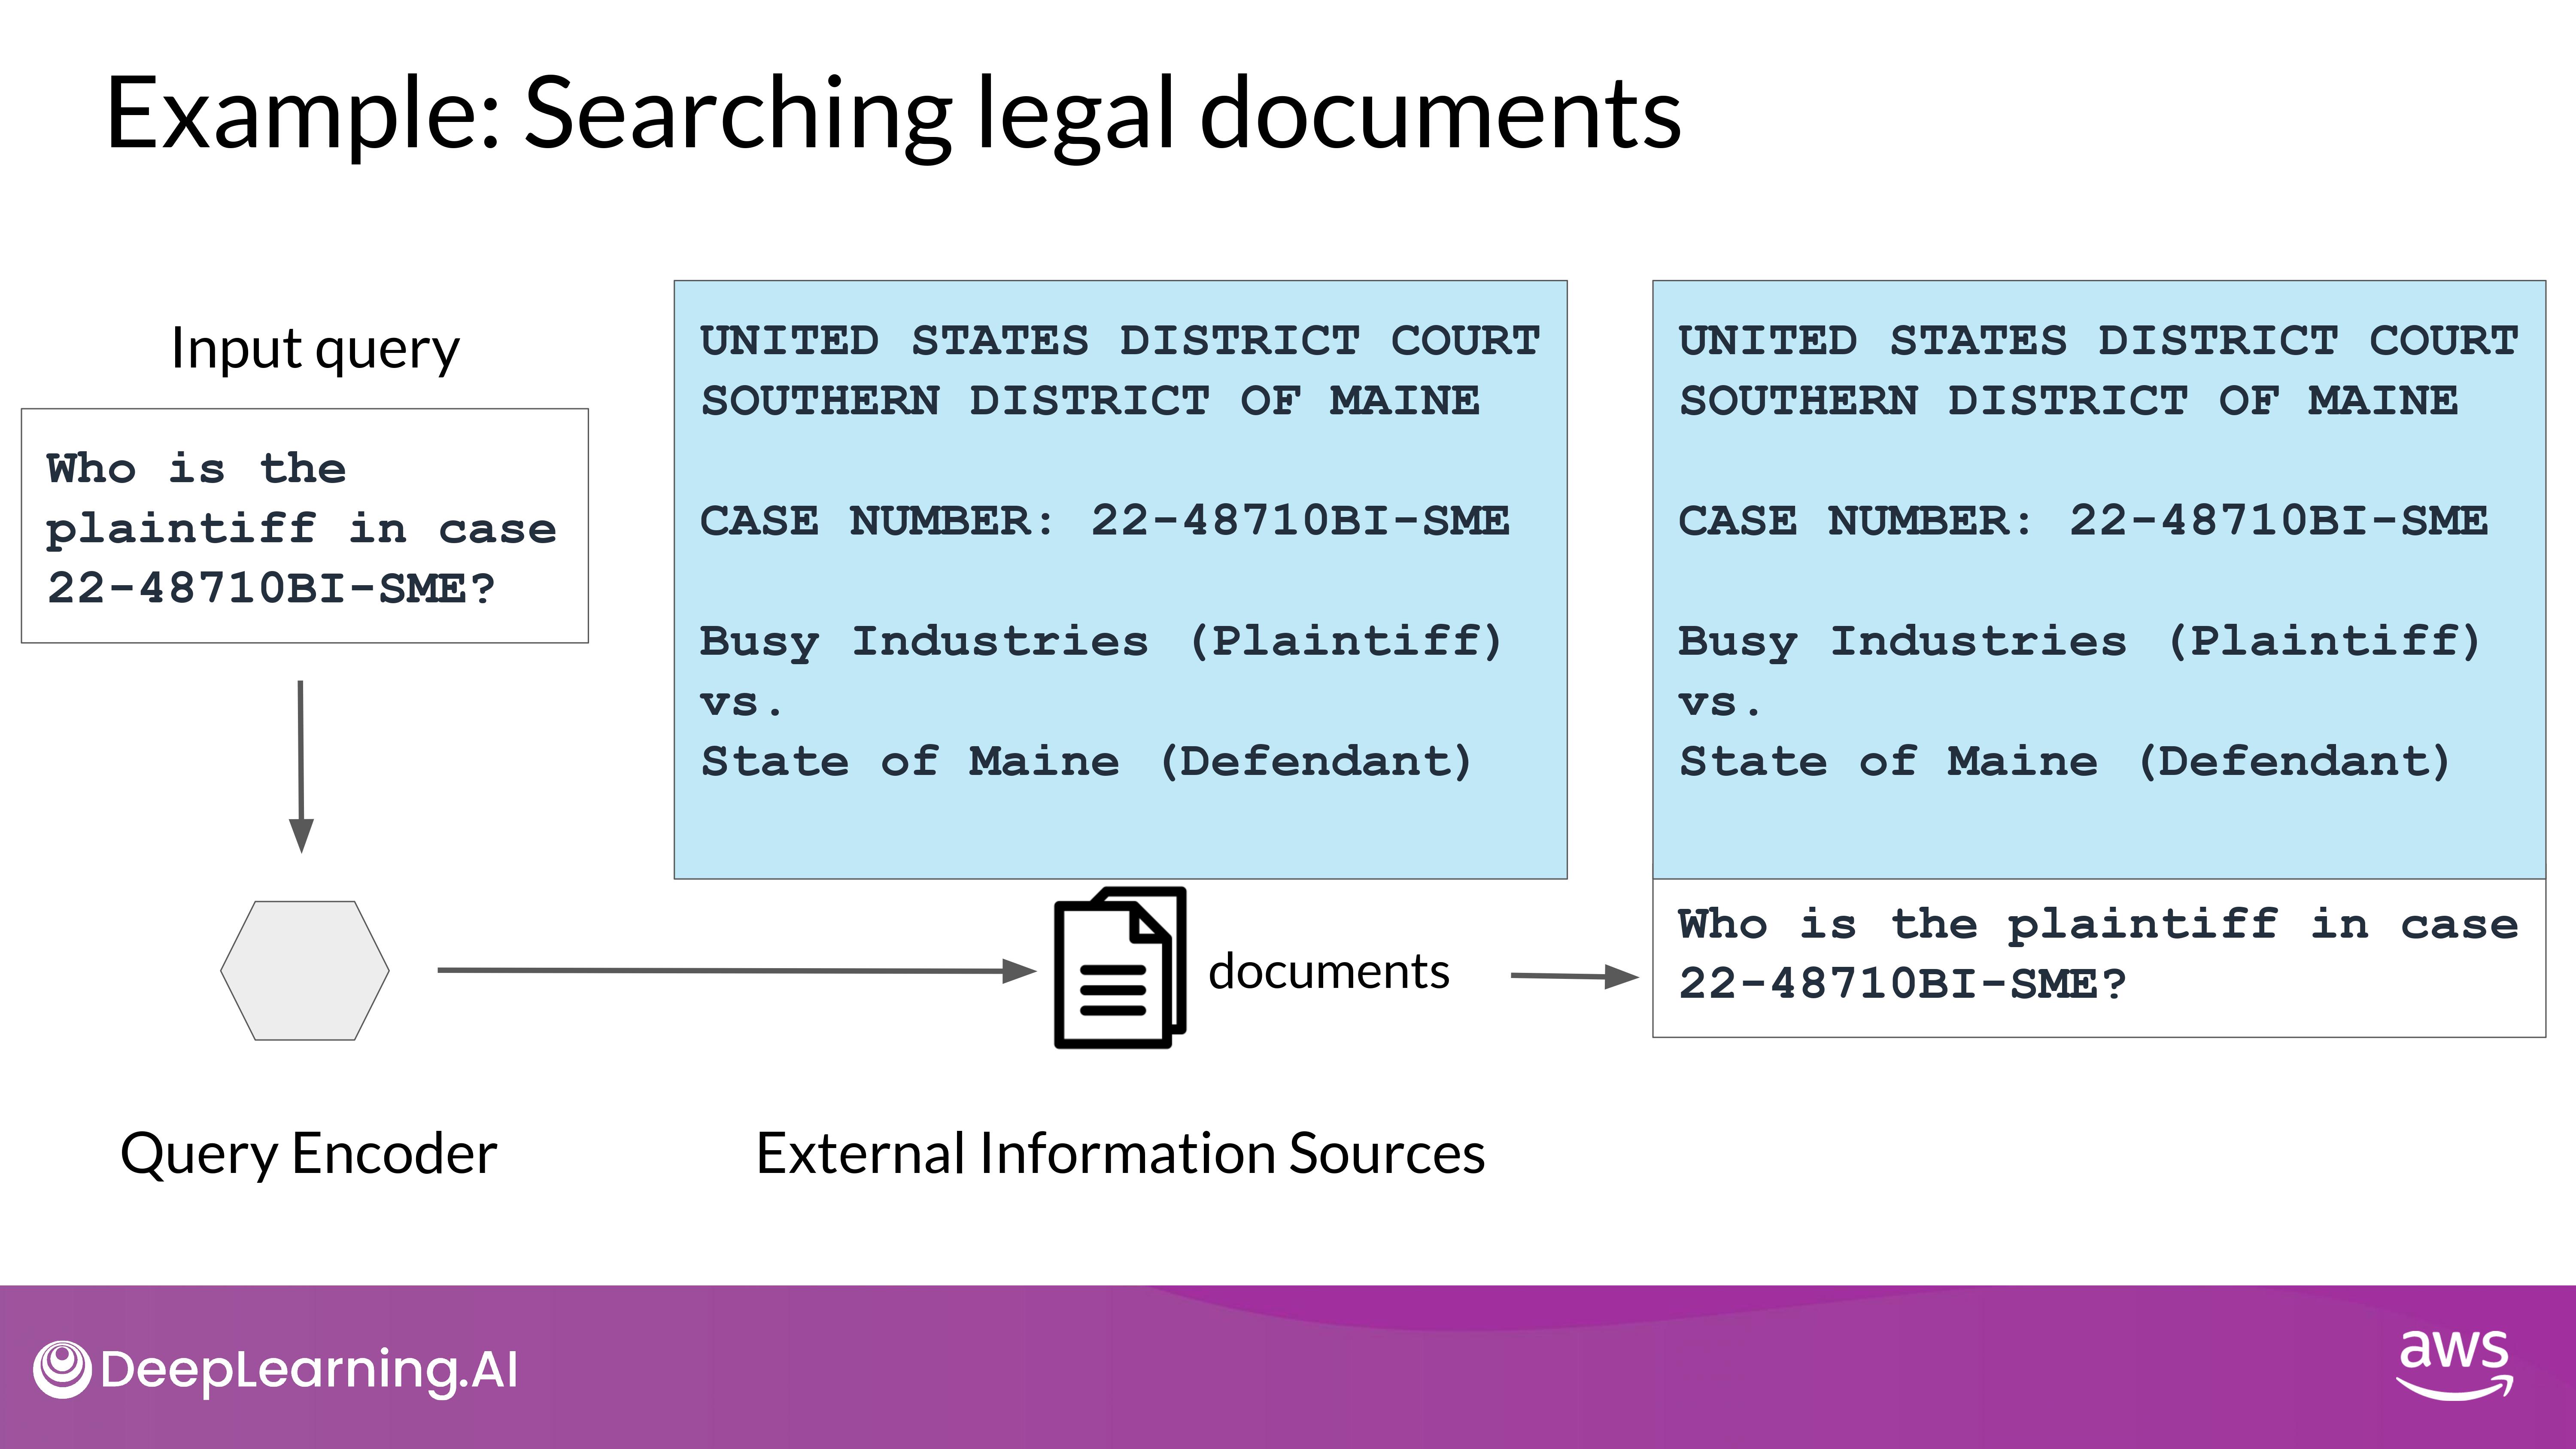 Example: Searching legal documents
Input query
Who is the
plaintiff in case
22-48710BI-SME?
Query Encoder
UNITED STATES DISTRICT COURT
SOUTHERN DISTRICT OF MAINE
CASE NUMBER: 22-48710BI-SME
Busy Industries (Plaintiff)
vs.
State of Maine (Defendant)
documents
External Information Sources
UNITED STATES DISTRICT COURT
SOUTHERN DISTRICT OF MAINE
CASE NUMBER: 22-48710BI-SME
Busy Industries (Plaintiff)
vs.
State of Maine (Defendant)
Who is the plaintiff in case
22-48710BI-SME?
DeepLearning.AI
aws